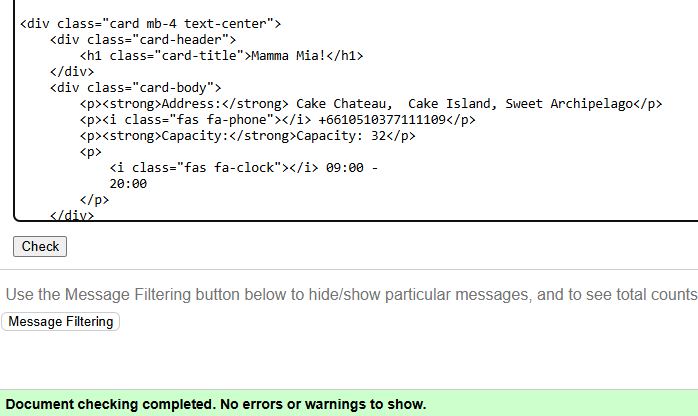 <div class="card mb-4 text-center">
    <div class="card-header">
        <h1 class="card-title">Mamma Mia!</h1>
    </div>
    <div class="card-body">
        <p><strong>Address:</strong> Cake Chateau,  Cake Island, Sweet Archipelago</p>
        <p><i class="fas fa-phone"></i> +6610510377111109</p>
        <p><strong>Capacity:</strong>Capacity: 32</p>
        <p>
            <i class="fas fa-clock"></i> 09:00 -
            20:00
        </p>
    </div>
Check
Use the Message Filtering button below to hide/show particular messages, and to see total counts
Message Filtering
Document checking completed. No errors or warnings to show.